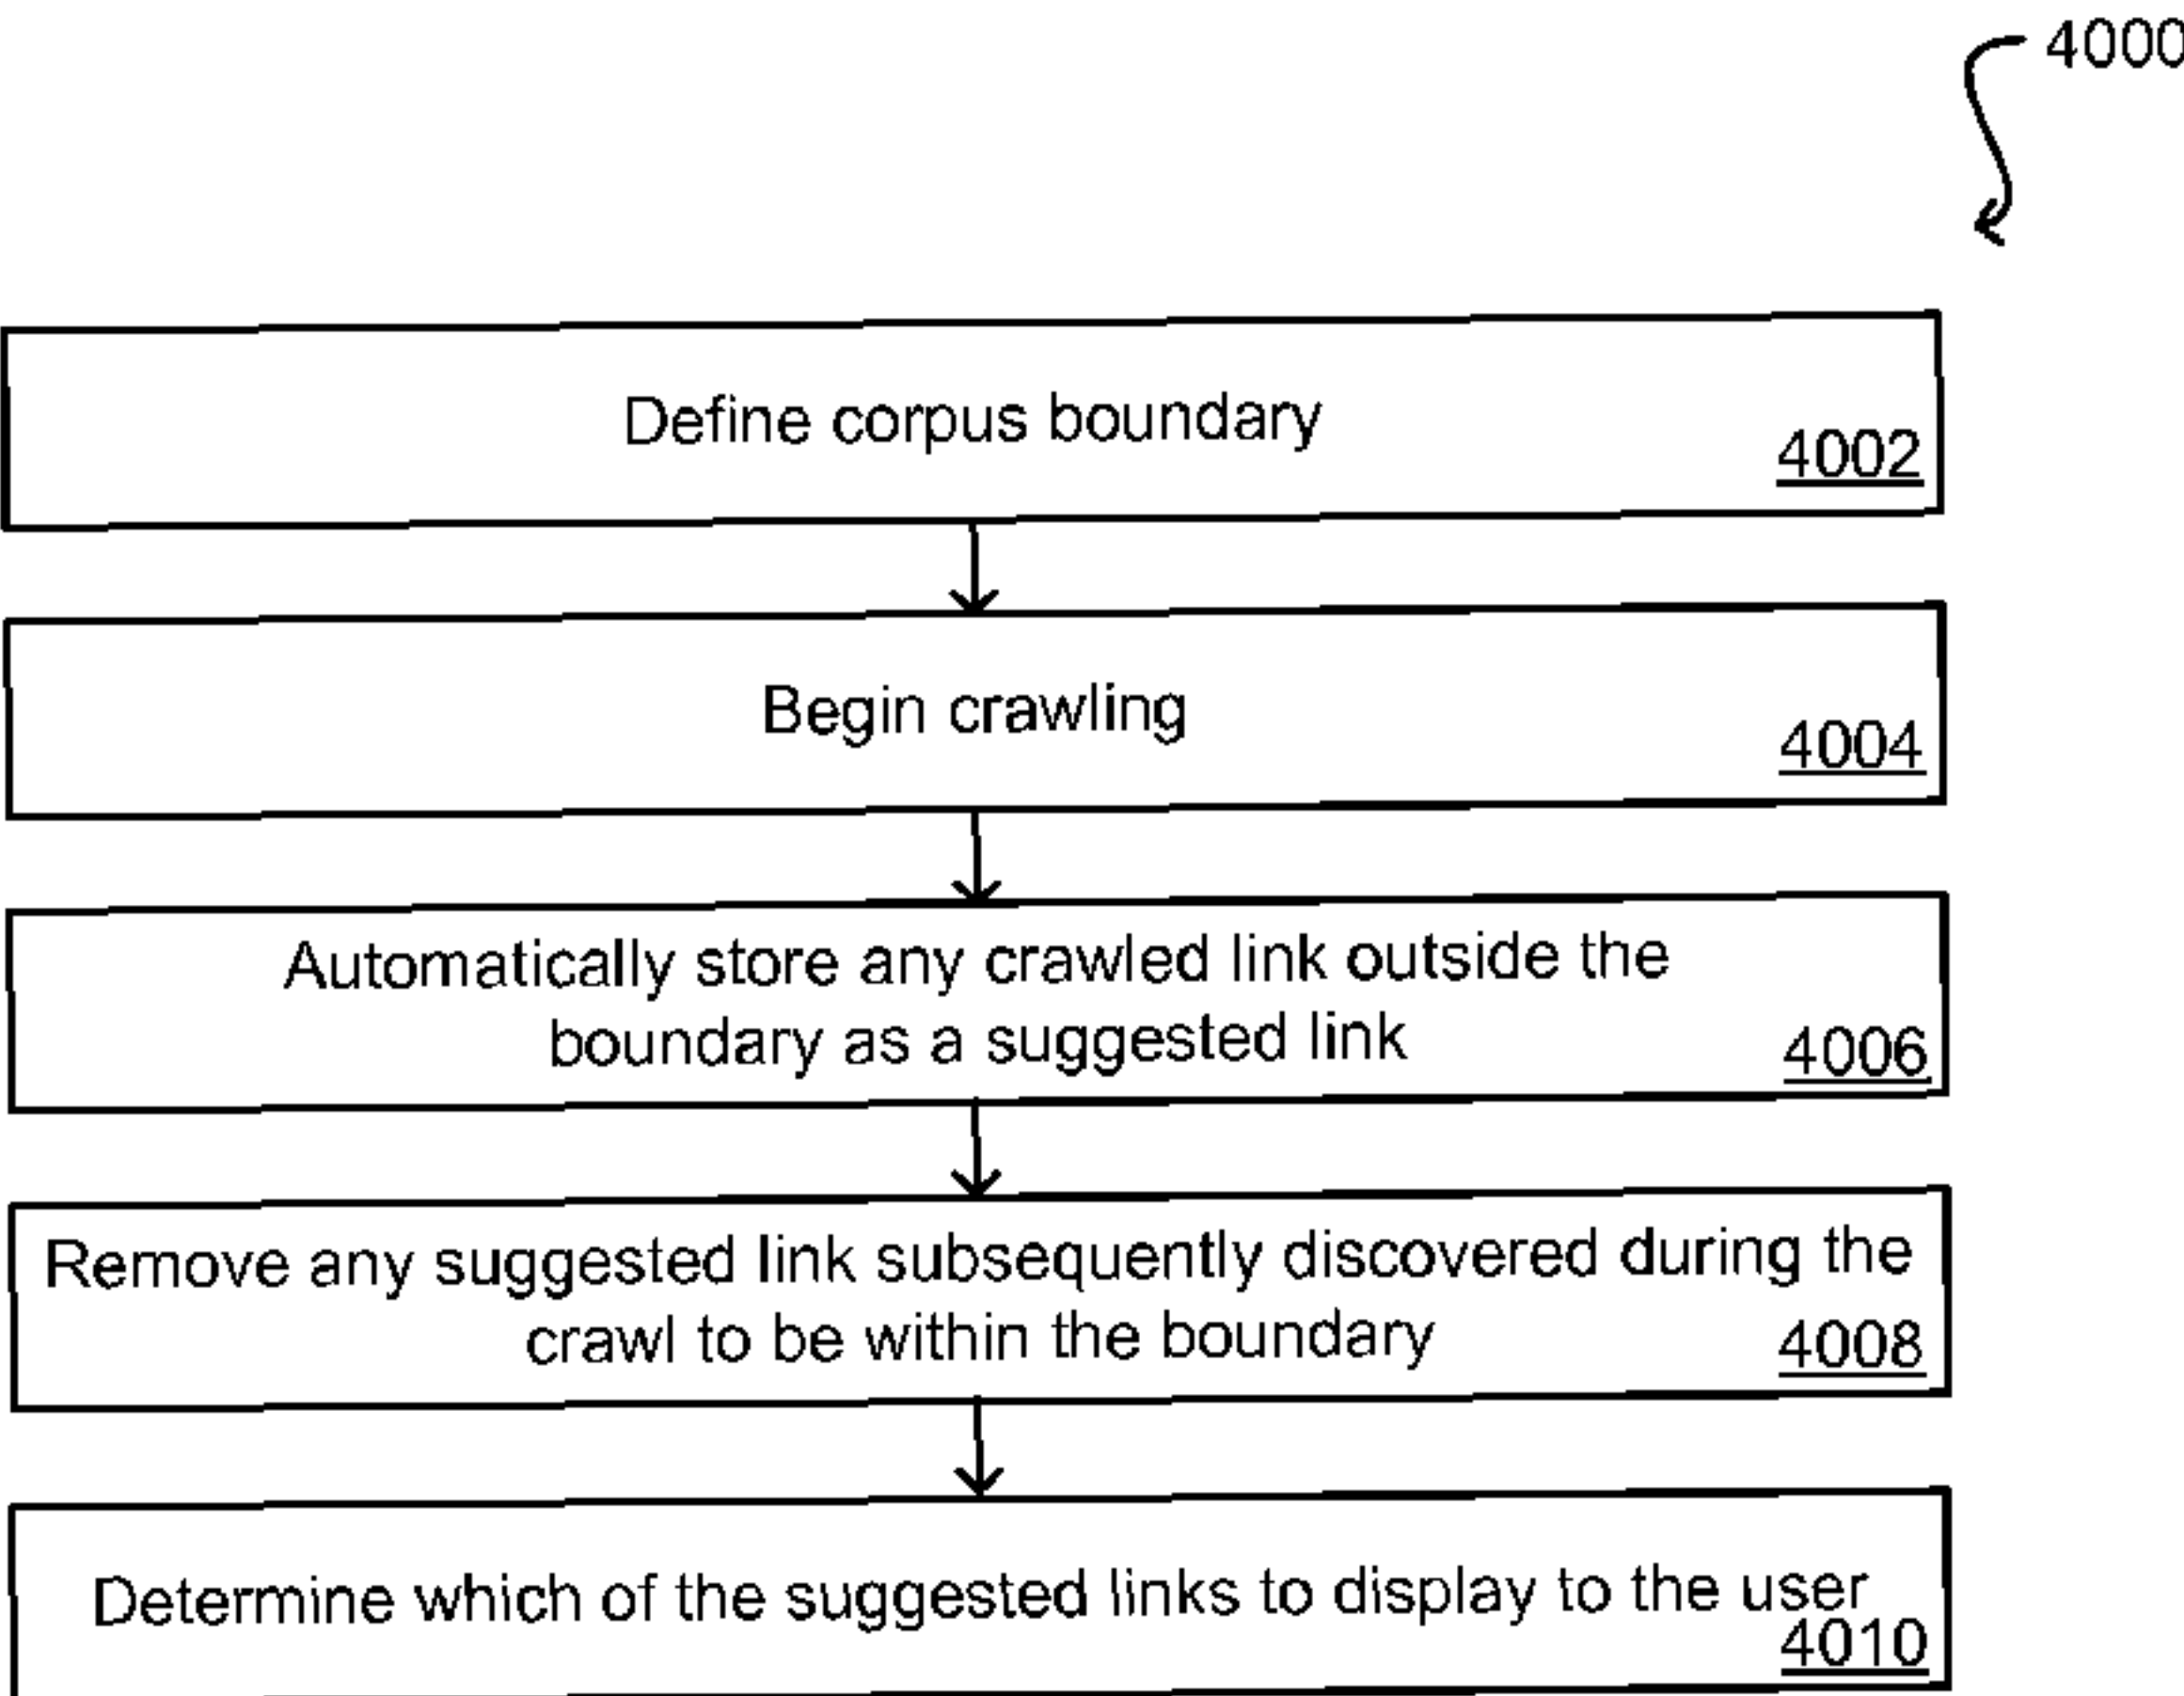 4000
Define corpus boundary
4002
Begin crawling
4004
Automatically store any crawled link outside the
boundary as a suggested link
4006
Remove any suggested link subsequently discovered during the
crawl to be within the boundary
4008
Determine which of the suggested links to display to the user
4010